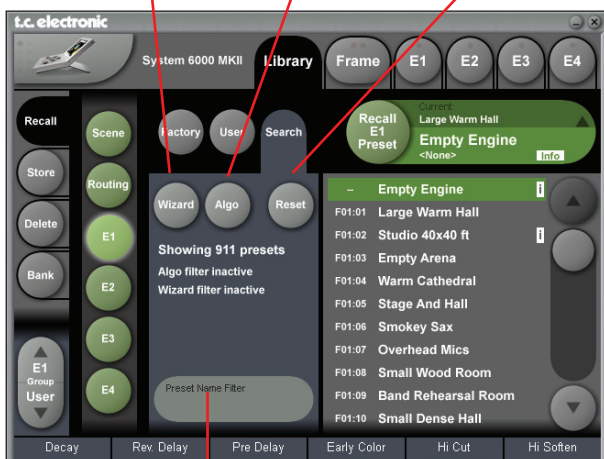 t.c. electronic
System 6000 MKII
Library
Frame
E1
E2
E3
E4
Recall
Store
Delete
Bank
E1
Group
User
Scene
Routing
E1
E2
E3
E4
Factory
User
Search
Wizard
Algo
Reset
Showing 911 presets
Algo filter inactive
Wizard filter inactive
Preset Name Filter
Recall
E1
Preset
Current:
Large Warm Hall
Empty Engine
<None>
Info
– Empty Engine i
F01:01 Large Warm Hall
F01:02 Studio 40x40 ft i
F01:03 Empty Arena
F01:04 Warm Cathedral
F01:05 Stage And Hall
F01:06 Smokey Sax
F01:07 Overhead Mics
F01:08 Small Wood Room
F01:09 Band Rehearsal Room
F01:10 Small Dense Hall
Decay
Rev. Delay
Pre Delay
Early Color
Hi Cut
Hi Soften